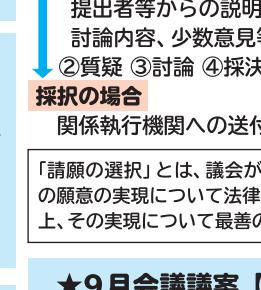 提出者等からの説明
討論内容、少数意見等
②質疑 ③討論 ④採決
採択の場合
関係執行機関への送付
「請願の選択」とは、議会が
の願意の実現について法律
上、その実現について最善の
★9月会議議案